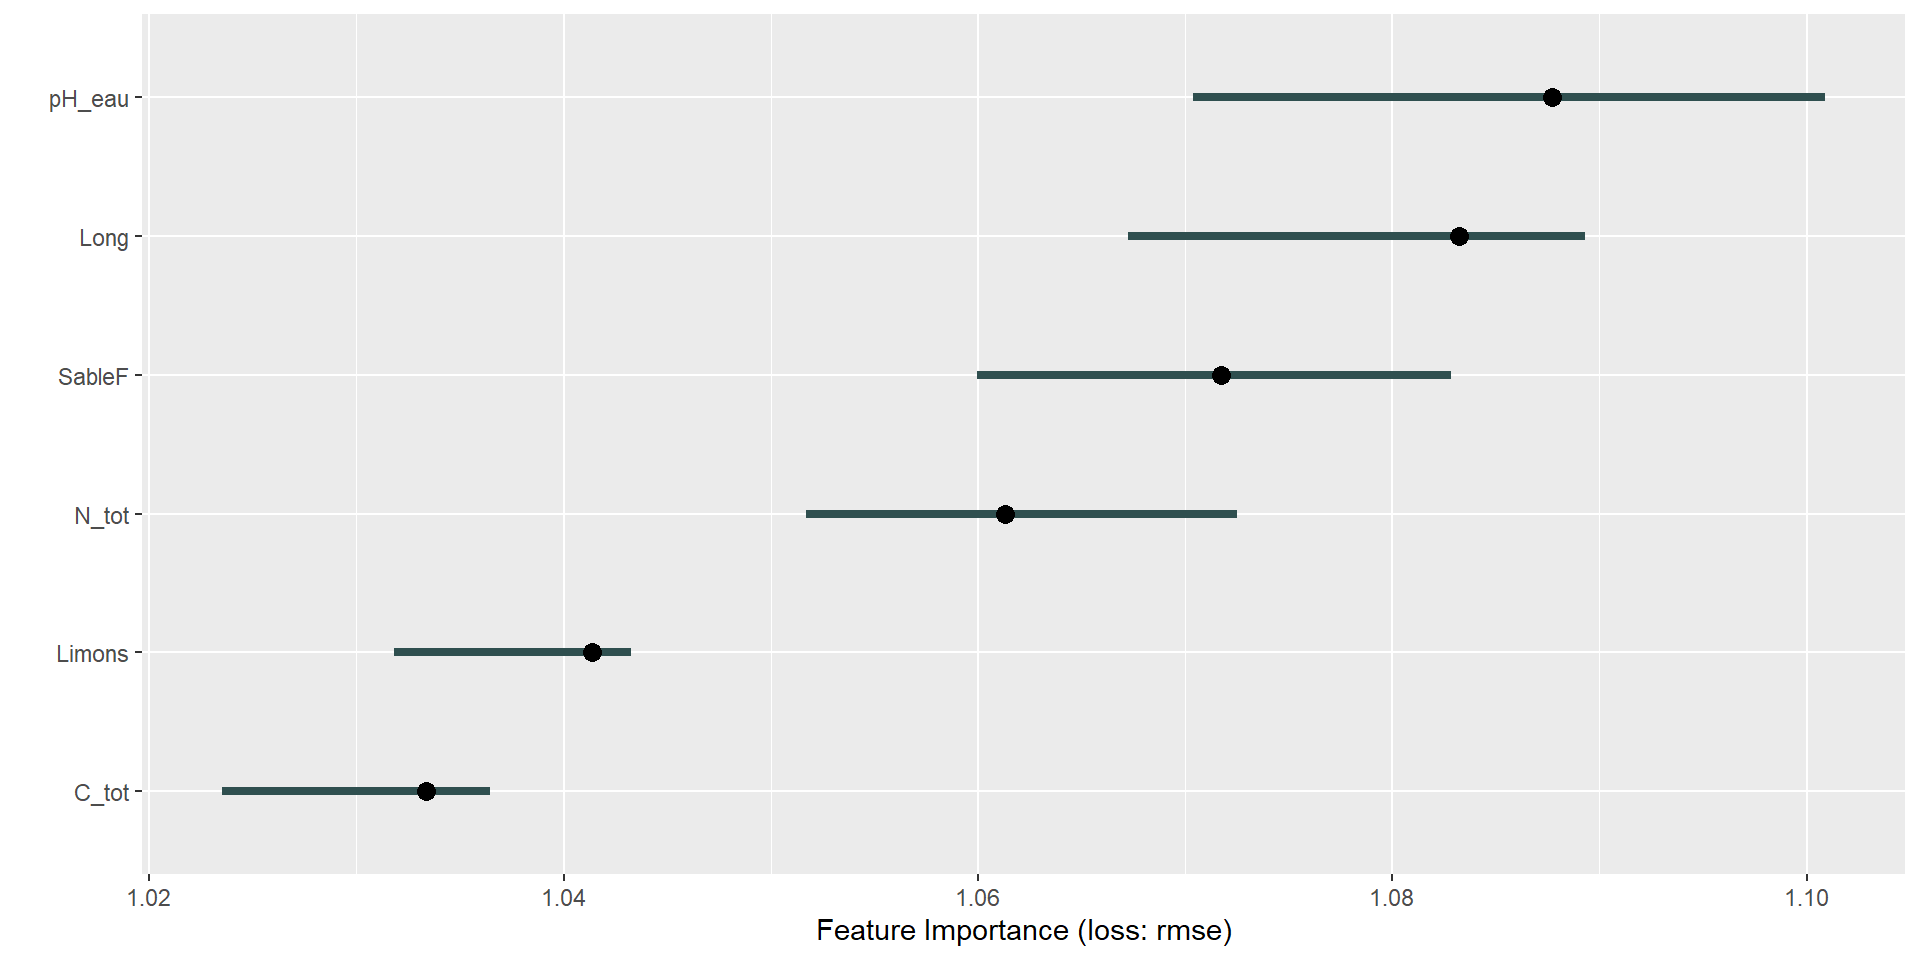 pH_eau
Long
SableF
N_tot
Limons
C_tot
1.02 1.04 1.06 1.08 1.10
Feature Importance (loss: rmse)